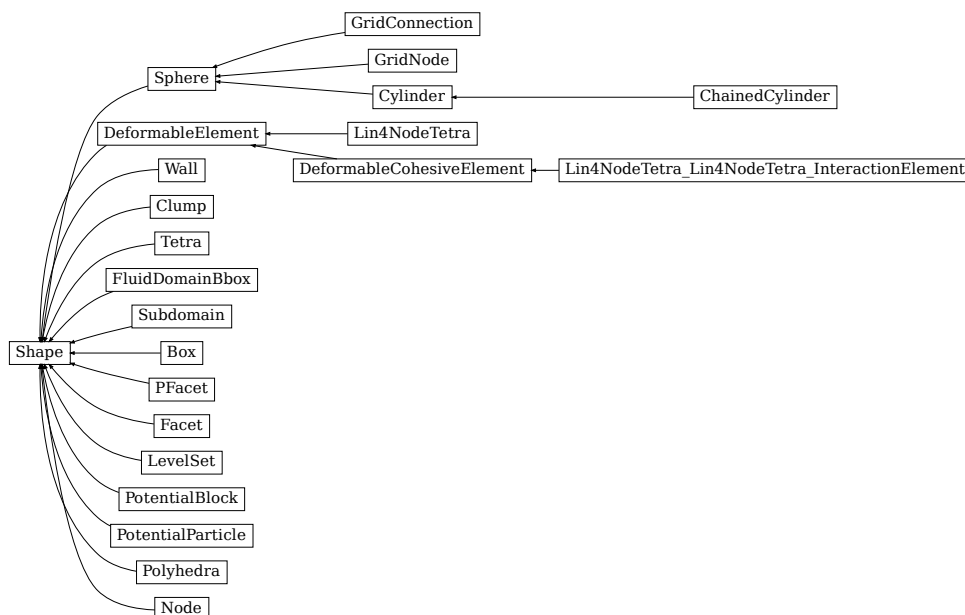 GridConnection
GridNode
Sphere
Cylinder
ChainedCylinder
DeformableElement
Lin4NodeTetra
Wall
DeformableCohesiveElement
Lin4NodeTetra_Lin4NodeTetra_InteractionElement
Clump
Tetra
FluidDomainBbox
Subdomain
Shape
Box
PFacet
Facet
LevelSet
PotentialBlock
PotentialParticle
Polyhedra
Node